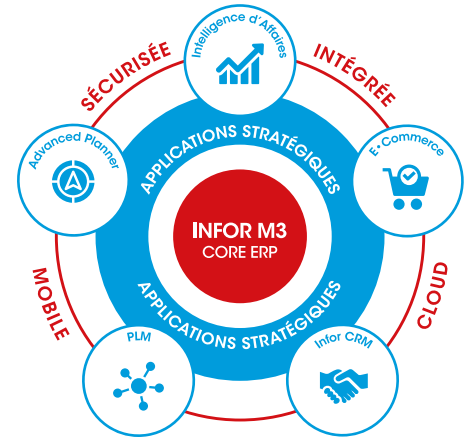 Intelligence d'Affaires
SÉCURISÉE
INTÉGRÉE
Advanced Planner
APPLICATIONS STRATÉGIQUES
E-Commerce
INFOR M3
CORE ERP
MOBILE
APPLICATIONS STRATÉGIQUES
CLOUD
PLM
Infor CRM